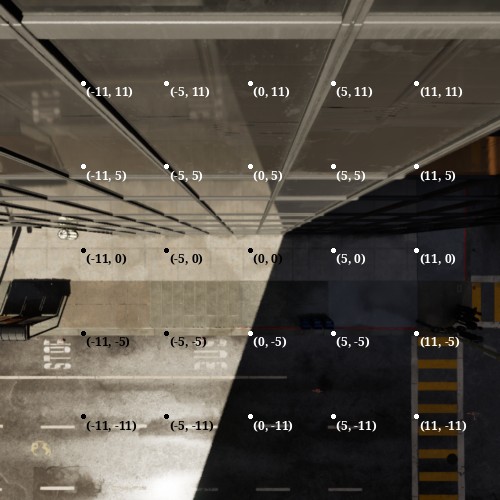 (-11, 11) (-5, 11) (0, 11) (5, 11) (11, 11)
(-11, 5) (-5, 5) (0, 5) (5, 5) (11, 5)
(-11, 0) (-5, 0) (0, 0) (5, 0) (11, 0)
(-11, -5) (-5, -5) (0, -5) (5, -5) (11, -5)
(-11, -11) (-5, -11) (0, -11) (5, -11) (11, -11)